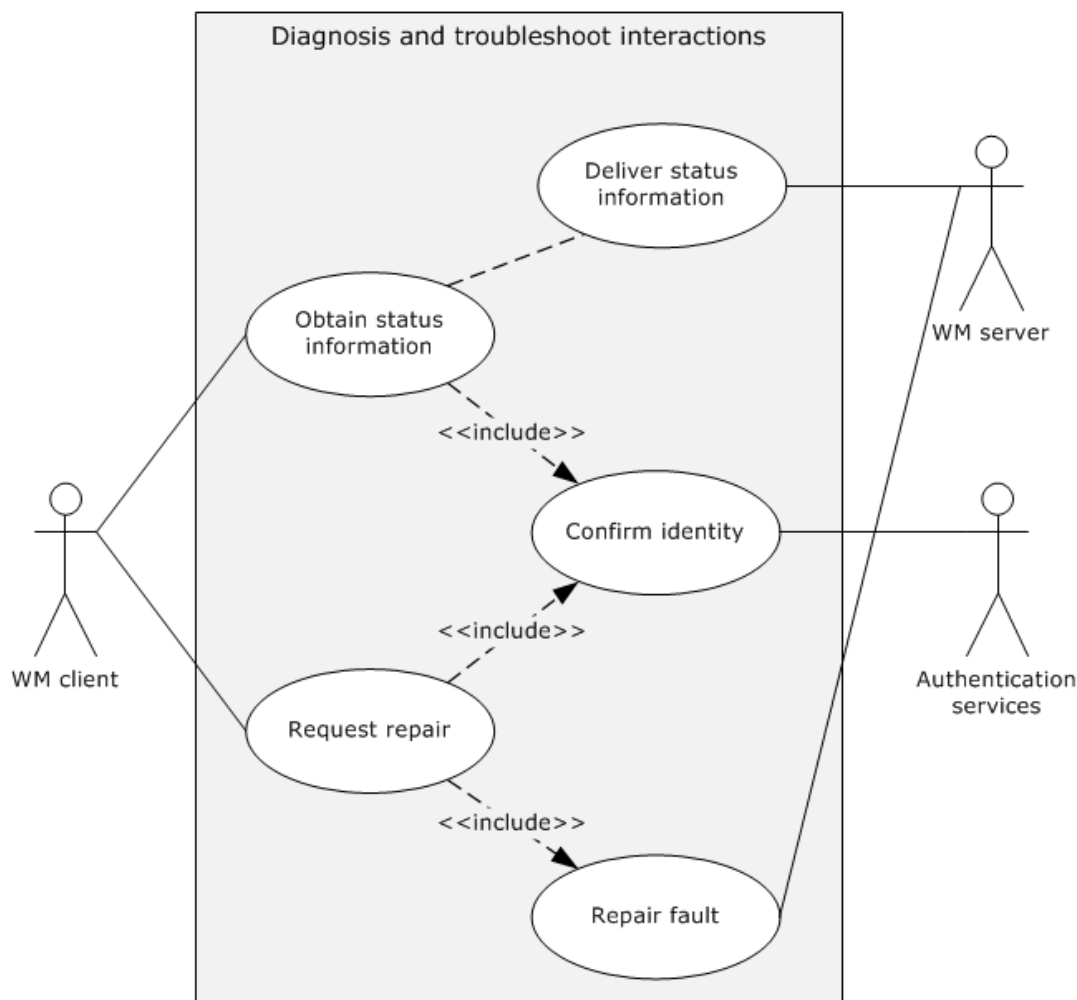 Diagnosis and troubleshoot interactions
Deliver status
information
WM server
Obtain status
information
<<include>>
Confirm identity
WM client
Authentication
services
<<include>>
Request repair
<<include>>
Repair fault